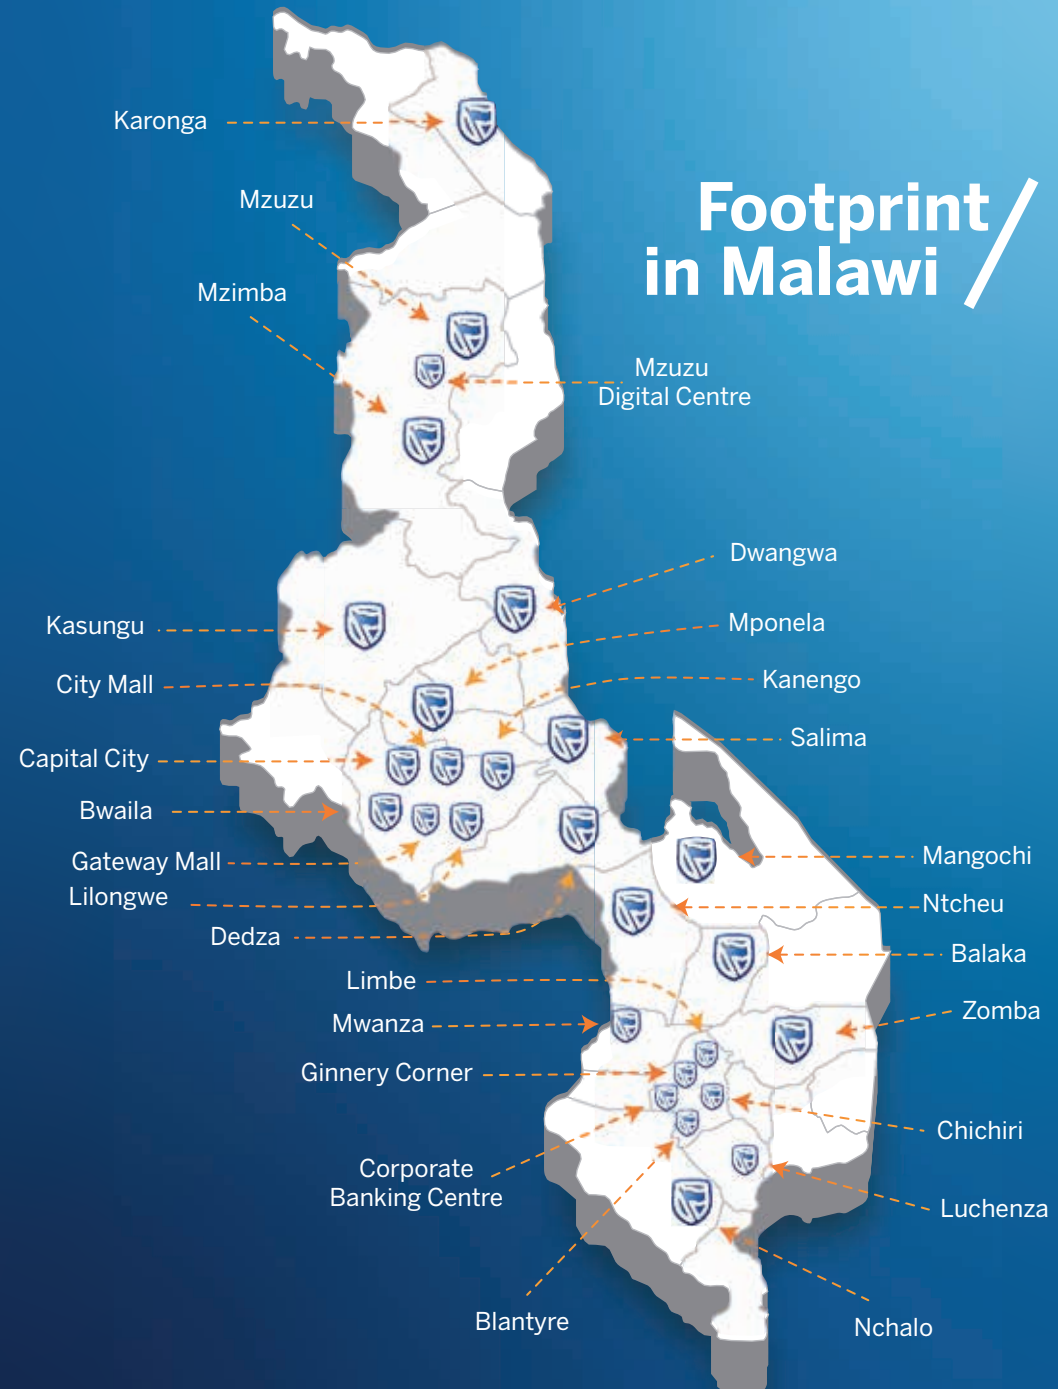 Footprint
in Malawi
Karonga
Mzuzu
Mzimba
Mzuzu
Digital Centre
Dwangwa
Kasungu
Mponela
City Mall
Kanengo
Salima
Capital City
Bwaila
Gateway Mall
Mangochi
Lilongwe
Ntcheu
Dedza
Balaka
Limbe
Zomba
Mwanza
Ginnery Corner
Chichiri
Corporate
Banking Centre
Luchenza
Blantyre
Nchalo